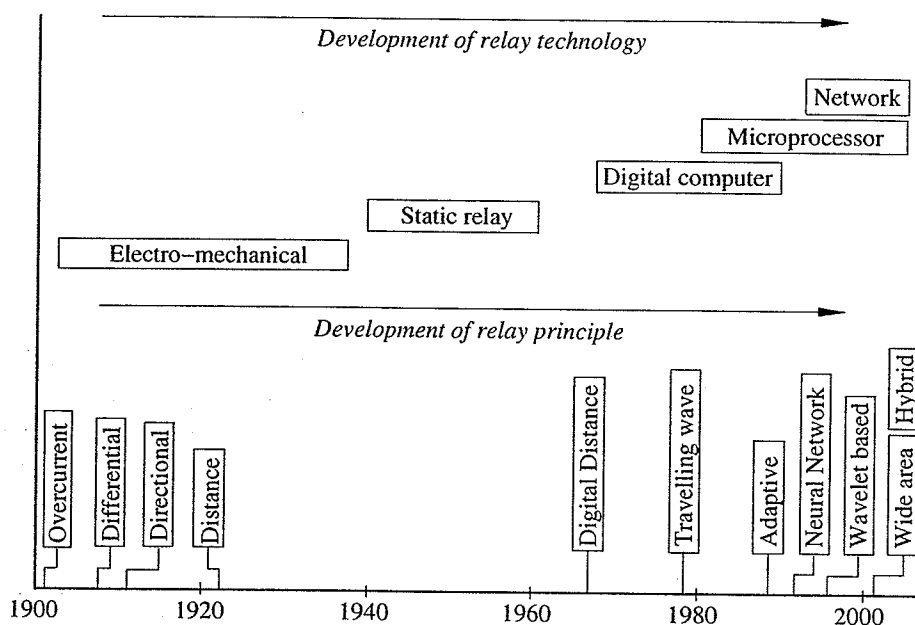 Development of relay technology
Network
Microprocessor
Digital computer
Static relay
Electro-mechanical
Development of relay principle
Overcurrent
Differential
Directional
Distance
Digital Distance
Travelling wave
Adaptive
Neural Network
Wavelet based
Wide area
Hybrid
1900 1920 1940 1960 1980 2000